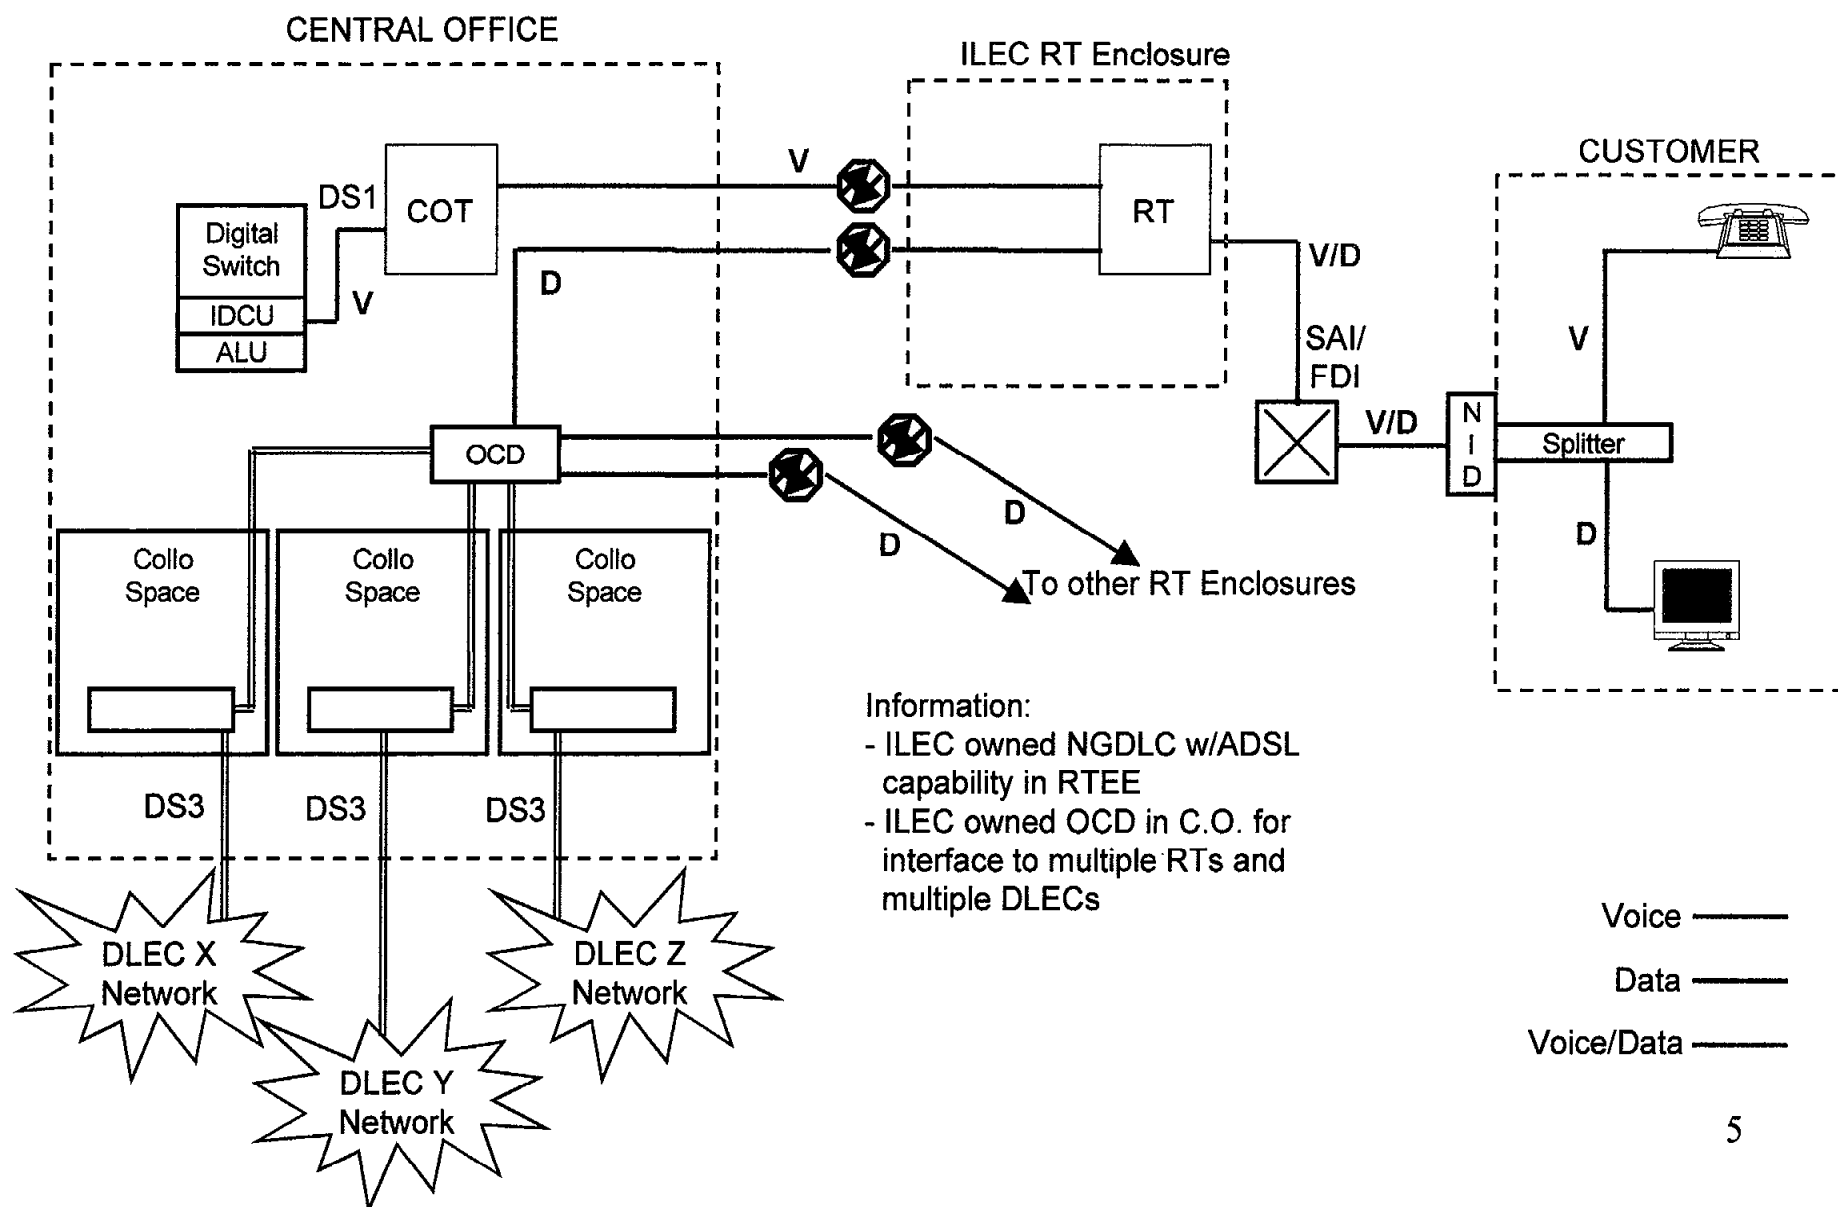 CENTRAL OFFICE
ILEC RT Enclosure
CUSTOMER
DS1
COT
V
RT
Digital
Switch
IDCU
ALU
V
D
V/D
SAI/
FDI
V
V/D
N
I
D
Splitter
OCD
D
D
D
To other RT Enclosures
Collo
Space
Collo
Space
Collo
Space
DS3
DS3
DS3
Information:
- ILEC owned NGDLC w/ADSL
capability in RTEE
- ILEC owned OCD in C.O. for
interface to multiple RTs and
multiple DLECs
DLEC X
Network
DLEC Z
Network
DLEC Y
Network
Voice
Data
Voice/Data
5